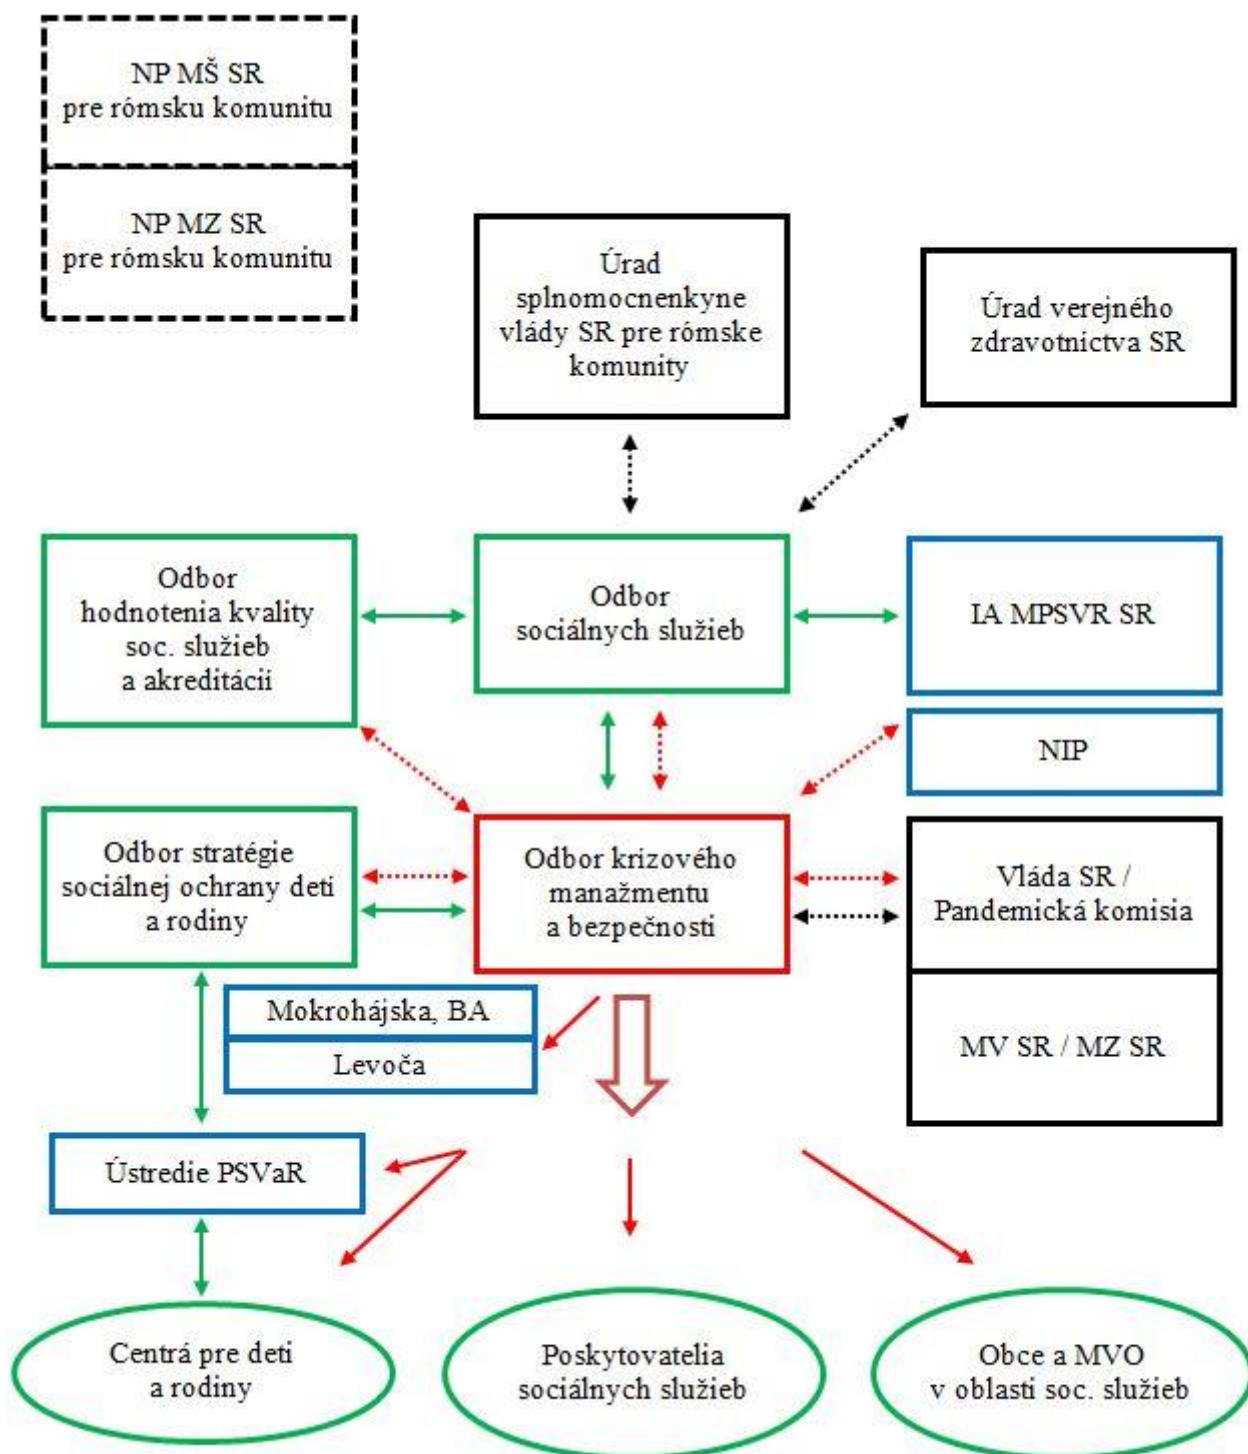 NP MŠ SR
pre rómsku komunitu
NP MZ SR
pre rómsku komunitu
Úrad
splnomocnenkyne
vlády SR pre rómske
komunity
Úrad verejného
zdravotníctva SR
Odbor
hodnotenia kvality
soc. služieb
a akreditácií
Odbor
sociálnych služieb
IA MPSVR SR
NIP
Odbor stratégie
sociálnej ochrany detí
a rodiny
Odbor krízového
manažmentu
a bezpečnosti
Vláda SR /
Pandemická komisia
MV SR / MZ SR
Mokrohájska, BA
Levoča
Ústredie PSVaR
Centrá pre deti
a rodiny
Poskytovatelia
sociálnych služieb
Obce a MVO
v oblasti soc. služieb